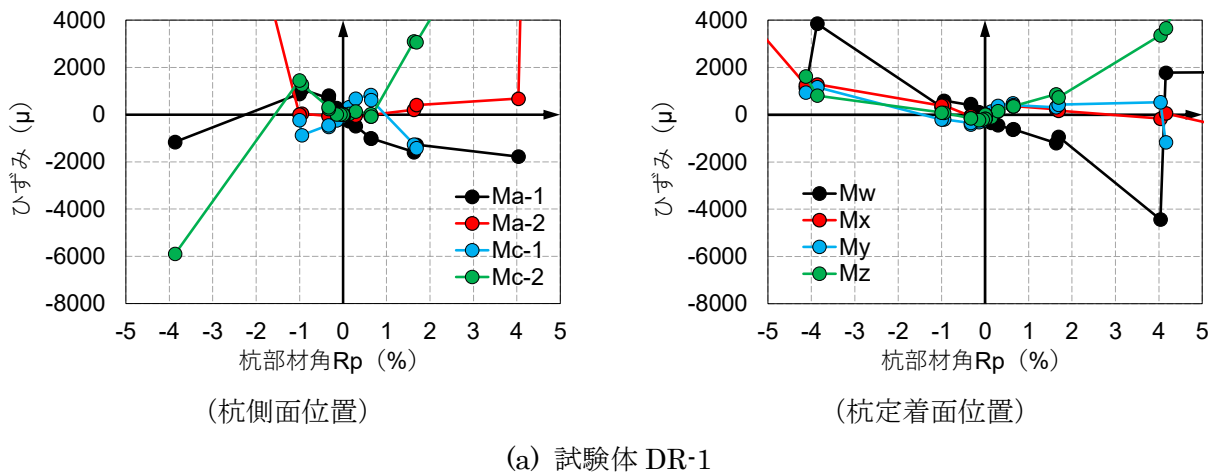 4000
2000
0
-2000
-4000
-6000
-8000
ひずみ（μ）
-5 -4 -3 -2 -1 0 1 2 3 4 5
杭部材角Rp（%）
Ma-1
Ma-2
Mc-1
Mc-2
（杭側面位置）
4000
2000
0
-2000
-4000
-6000
-8000
ひずみ（μ）
-5 -4 -3 -2 -1 0 1 2 3 4 5
杭部材角Rp（%）
Mw
Mx
My
Mz
（杭定着面位置）
(a) 試験体 DR-1